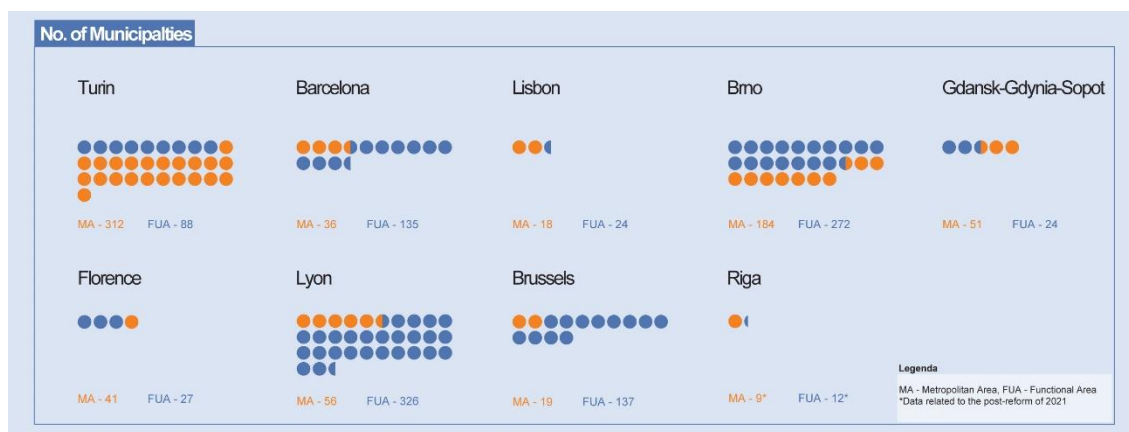 No. of Municipalties
Turin Barcelona Lisbon Brno Gdansk-Gdynia-Sopot
MA - 312 FUA - 88 MA - 36 FUA - 135 MA - 18 FUA - 24 MA - 184 FUA - 272 MA - 51 FUA - 24
Florence Lyon Brussels Riga
MA - 41 FUA - 27 MA - 56 FUA - 326 MA - 19 FUA - 137 MA - 9* FUA - 12*
Legenda
MA - Metropolitan Area, FUA - Functional Area
*Data related to the post-reform of 2021